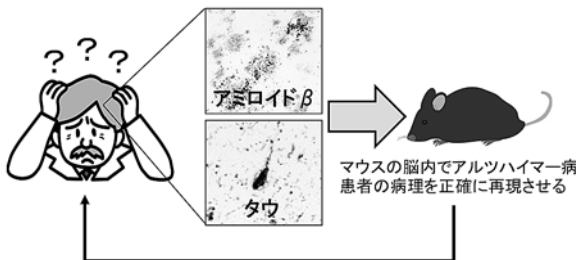 ? ? ?
アミロイドβ
タウ
マウスの脳内でアルツハイマー病
患者の病理を正確に再現させる